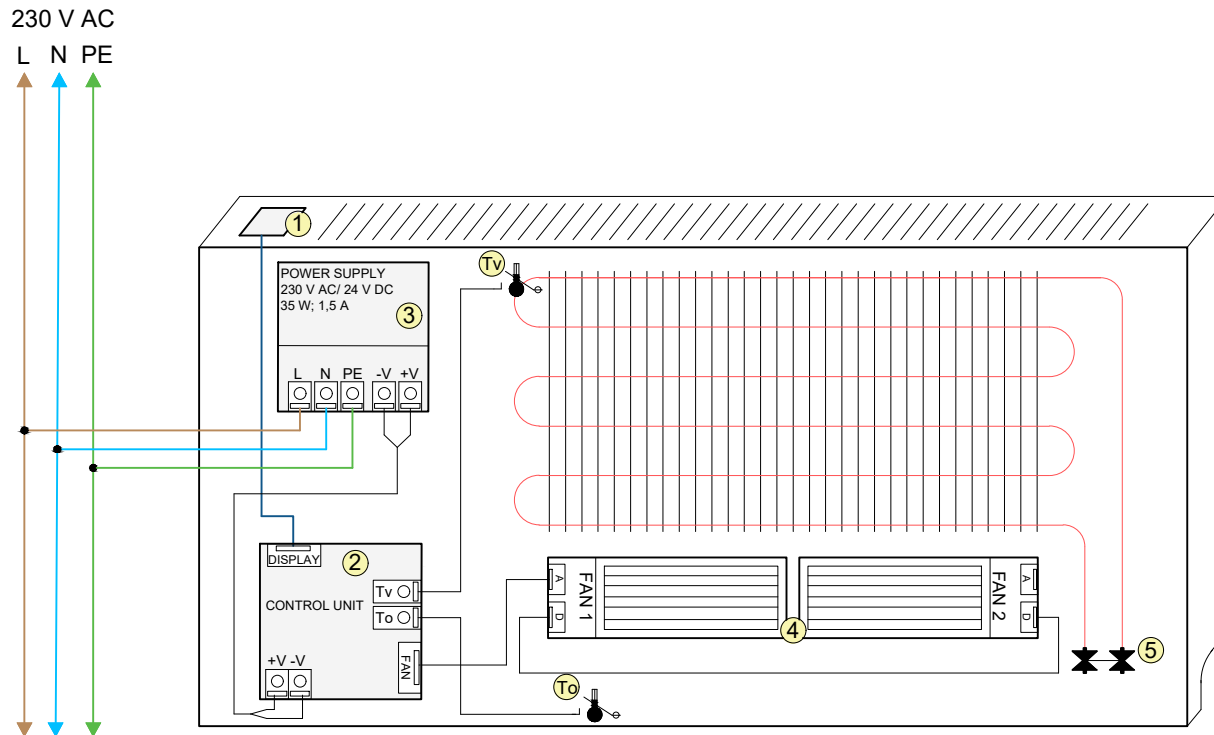 230 V AC
L N PE
1
Tv
POWER SUPPLY
230 V AC/ 24 V DC
35 W; 1,5 A
3
L N PE -V +V
DISPLAY
2
CONTROL UNIT
Tv
To
FAN
+V -V
A
D
FAN 1
4
FAN 2
A
D
5
To